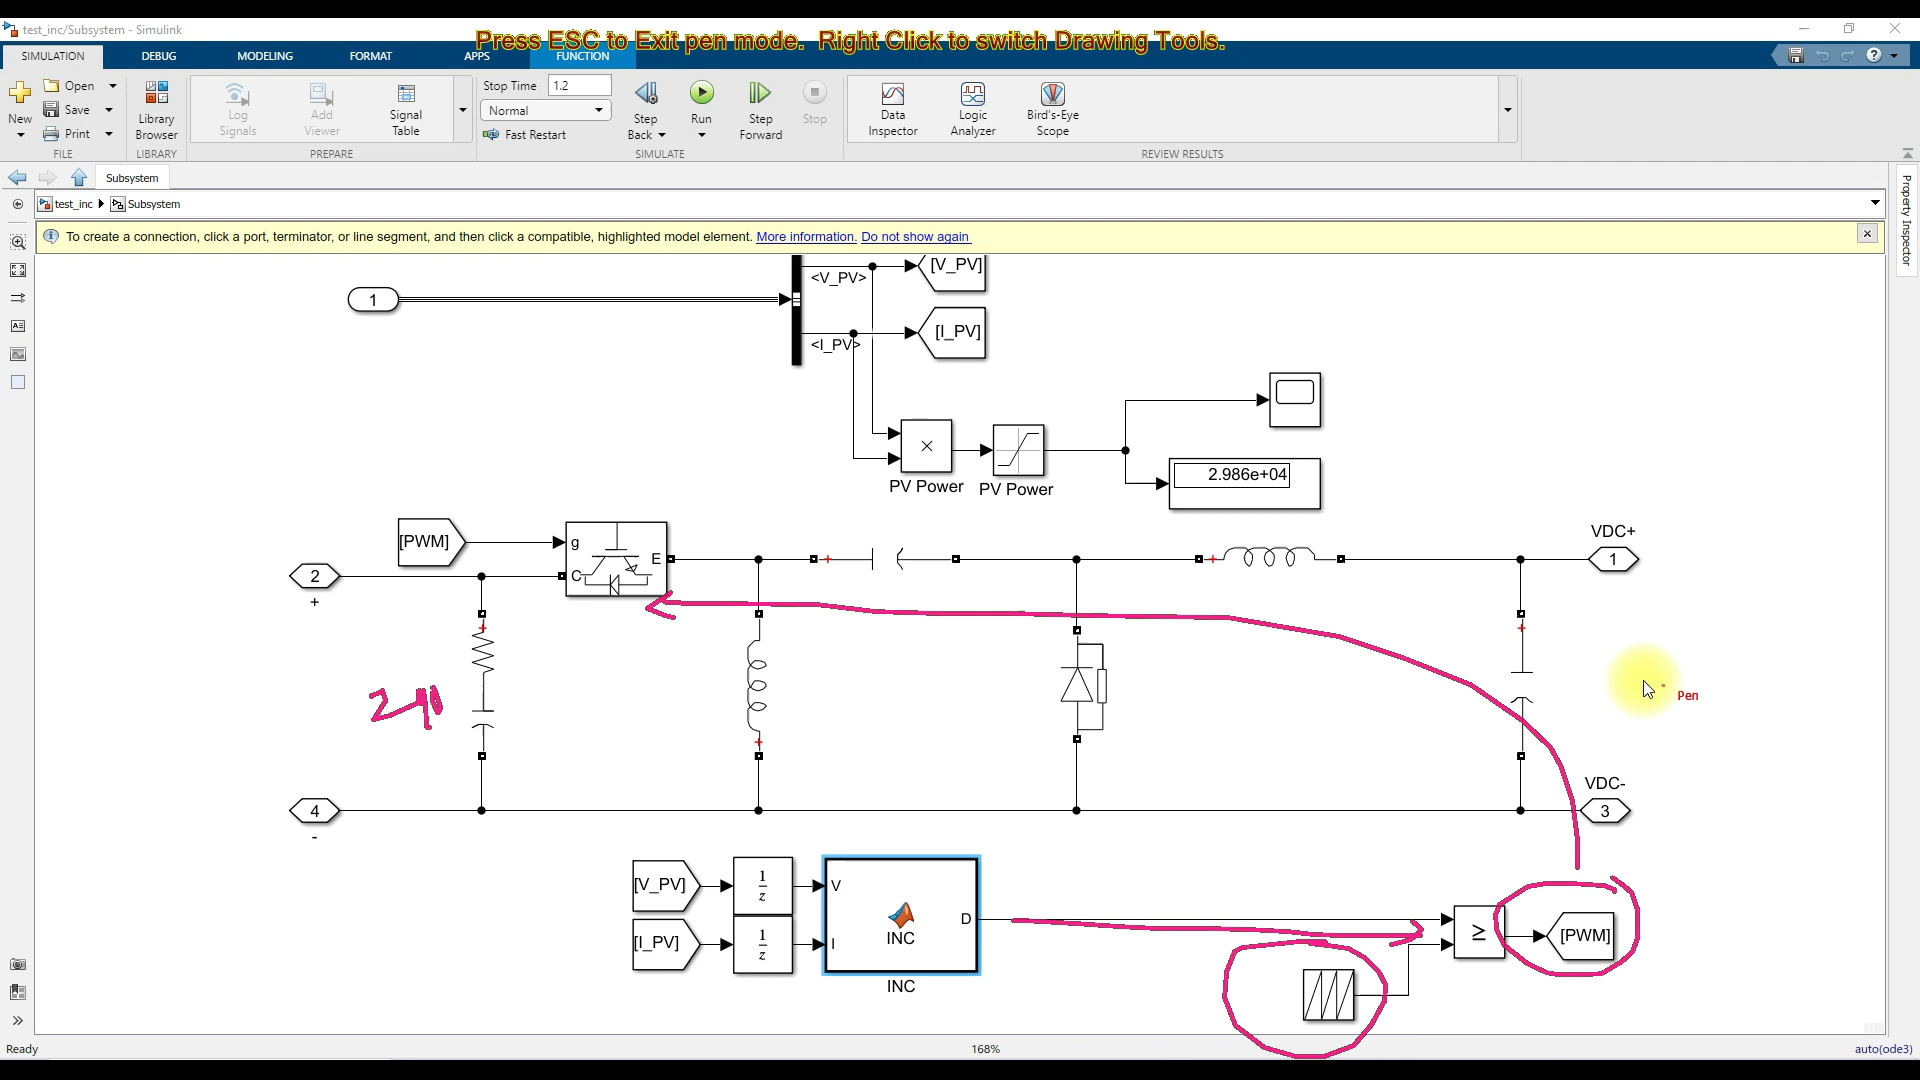 test_inc/Subsystem - Simulink
Press ESC to Exit pen mode. Right Click to switch Drawing Tools.
SIMULATION DEBUG MODELING FORMAT APPS FUNCTION
New Open Save Print
FILE
Library Browser
LIBRARY
Log Signals
Add Viewer
Signal Table
PREPARE
Stop Time 1.2
Normal
Fast Restart
Step Back
Run
Step Forward
Stop
SIMULATE
Data Inspector
Logic Analyzer
Bird's-Eye Scope
REVIEW RESULTS
Subsystem
test_inc Subsystem
Property Inspector
To create a connection, click a port, terminator, or line segment, and then click a compatible, highlighted model element. More information. Do not show again
1
<V_PV>
[V_PV]
<I_PV>
[I_PV]
×
PV Power
PV Power
2.986e+04
[PWM]
g
C
E
VDC+
1
2
+
Pen
VDC-
3
4
-
[V_PV]
1
z
V
[I_PV]
1
z
I
D
INC
INC
≥
[PWM]
Ready
168%
auto(ode3)